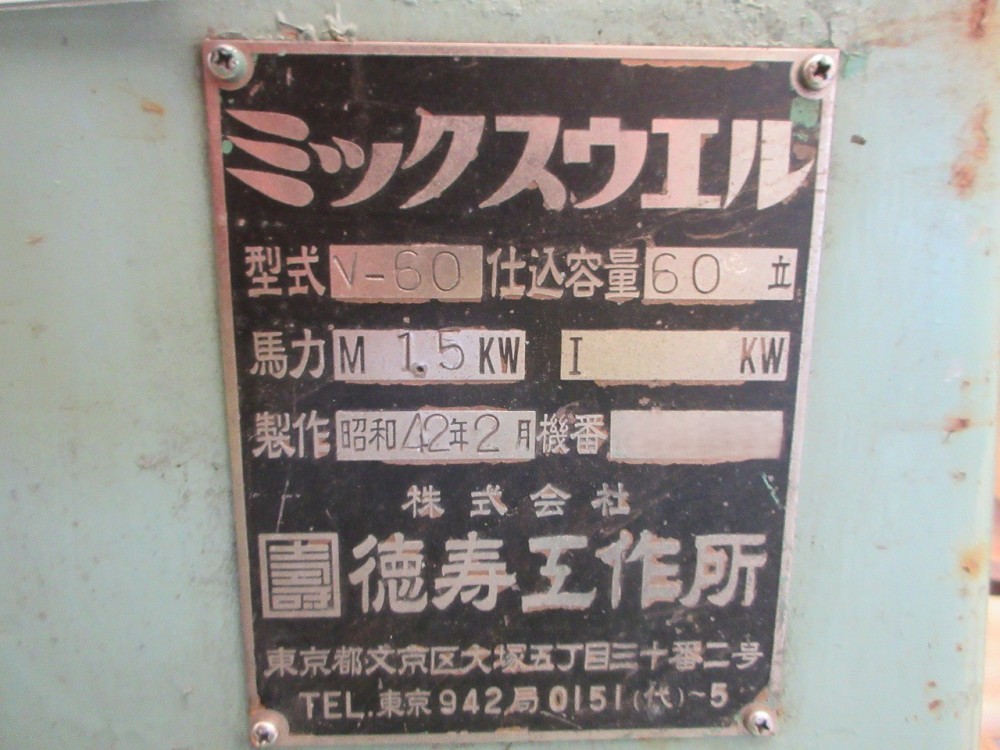 ミックスウエル
型式 V-60 仕込容量 60 立
馬力 M 1.5 KW I KW
製作 昭和42年2月 機番
株式会社
壽 徳寿工作所
東京都文京区大塚五丁目三十番二号
TEL.東京942局0151(代)~5